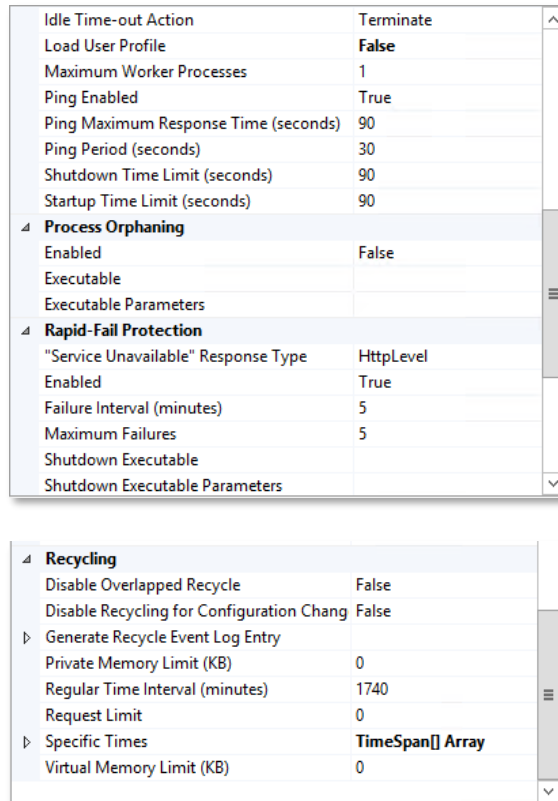 Idle Time-out Action Terminate
Load User Profile False
Maximum Worker Processes 1
Ping Enabled True
Ping Maximum Response Time (seconds) 90
Ping Period (seconds) 30
Shutdown Time Limit (seconds) 90
Startup Time Limit (seconds) 90
Process Orphaning
Enabled False
Executable
Executable Parameters
Rapid-Fail Protection
"Service Unavailable" Response Type HttpLevel
Enabled True
Failure Interval (minutes) 5
Maximum Failures 5
Shutdown Executable
Shutdown Executable Parameters
Recycling
Disable Overlapped Recycle False
Disable Recycling for Configuration Chang False
Generate Recycle Event Log Entry
Private Memory Limit (KB) 0
Regular Time Interval (minutes) 1740
Request Limit 0
Specific Times TimeSpan[] Array
Virtual Memory Limit (KB) 0